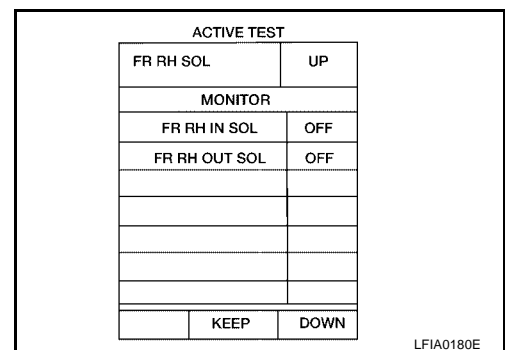 ACTIVE TEST
FR RH SOL UP
MONITOR
FR RH IN SOL OFF
FR RH OUT SOL OFF
KEEP DOWN
LFIA0180E